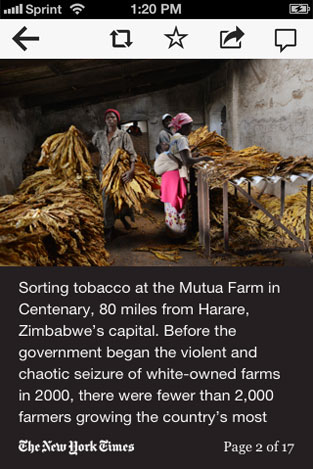 Sprint 1:20 PM
Sorting tobacco at the Mutua Farm in
Centenary, 80 miles from Harare,
Zimbabwe's capital. Before the
government began the violent and
chaotic seizure of white-owned farms
in 2000, there were fewer than 2,000
farmers growing the country's most
The New York Times Page 2 of 17